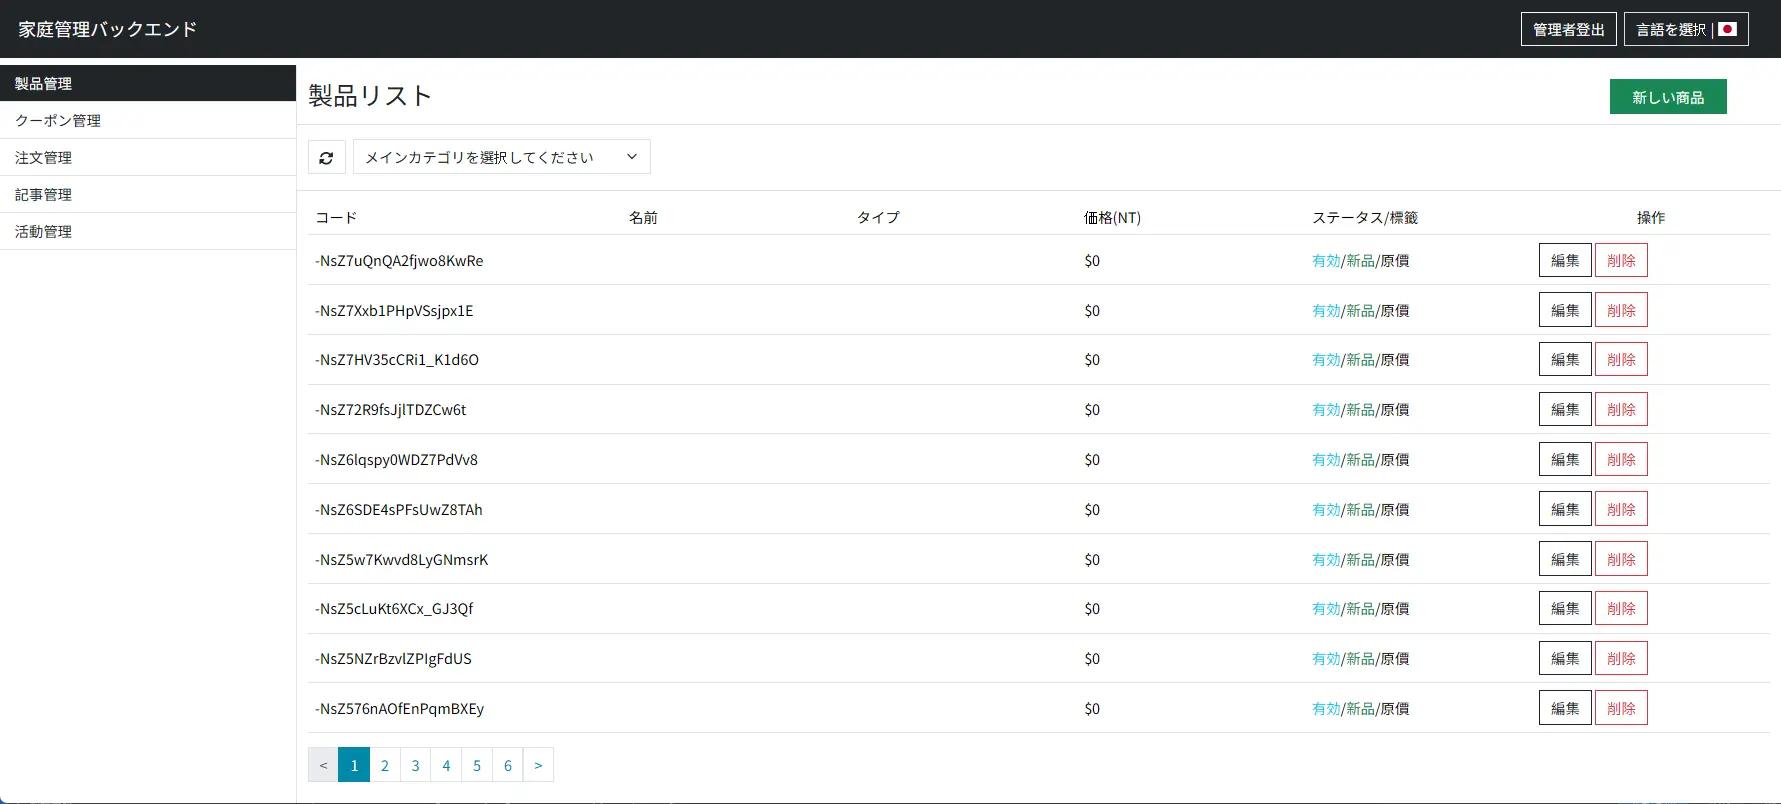 家庭管理バックエンド
管理者登出
言語を選択 |
製品管理
クーポン管理
注文管理
記事管理
活動管理
製品リスト
新しい商品
メインカテゴリを選択してください
コード 名前 タイプ 価格(NT) ステータス/標籤 操作
-NsZ7uQnQA2fjwo8KwRe $0 有効/新品/原價 編集 削除
-NsZ7Xxb1PHpVSsjpx1E $0 有効/新品/原價 編集 削除
-NsZ7HV35cCRi1_K1d6O $0 有効/新品/原價 編集 削除
-NsZ72R9fsJjlTDZCw6t $0 有効/新品/原價 編集 削除
-NsZ6lqspy0WDZ7PdVv8 $0 有効/新品/原價 編集 削除
-NsZ6SDE4sPFsUwZ8TAh $0 有効/新品/原價 編集 削除
-NsZ5w7Kwvd8LyGNmsrK $0 有効/新品/原價 編集 削除
-NsZ5cLuKt6XCx_GJ3Qf $0 有効/新品/原價 編集 削除
-NsZ5NZrBzvlZPIgFdUS $0 有効/新品/原價 編集 削除
-NsZ576nAOfEnPqmBXEy $0 有効/新品/原價 編集 削除
< 1 2 3 4 5 6 >